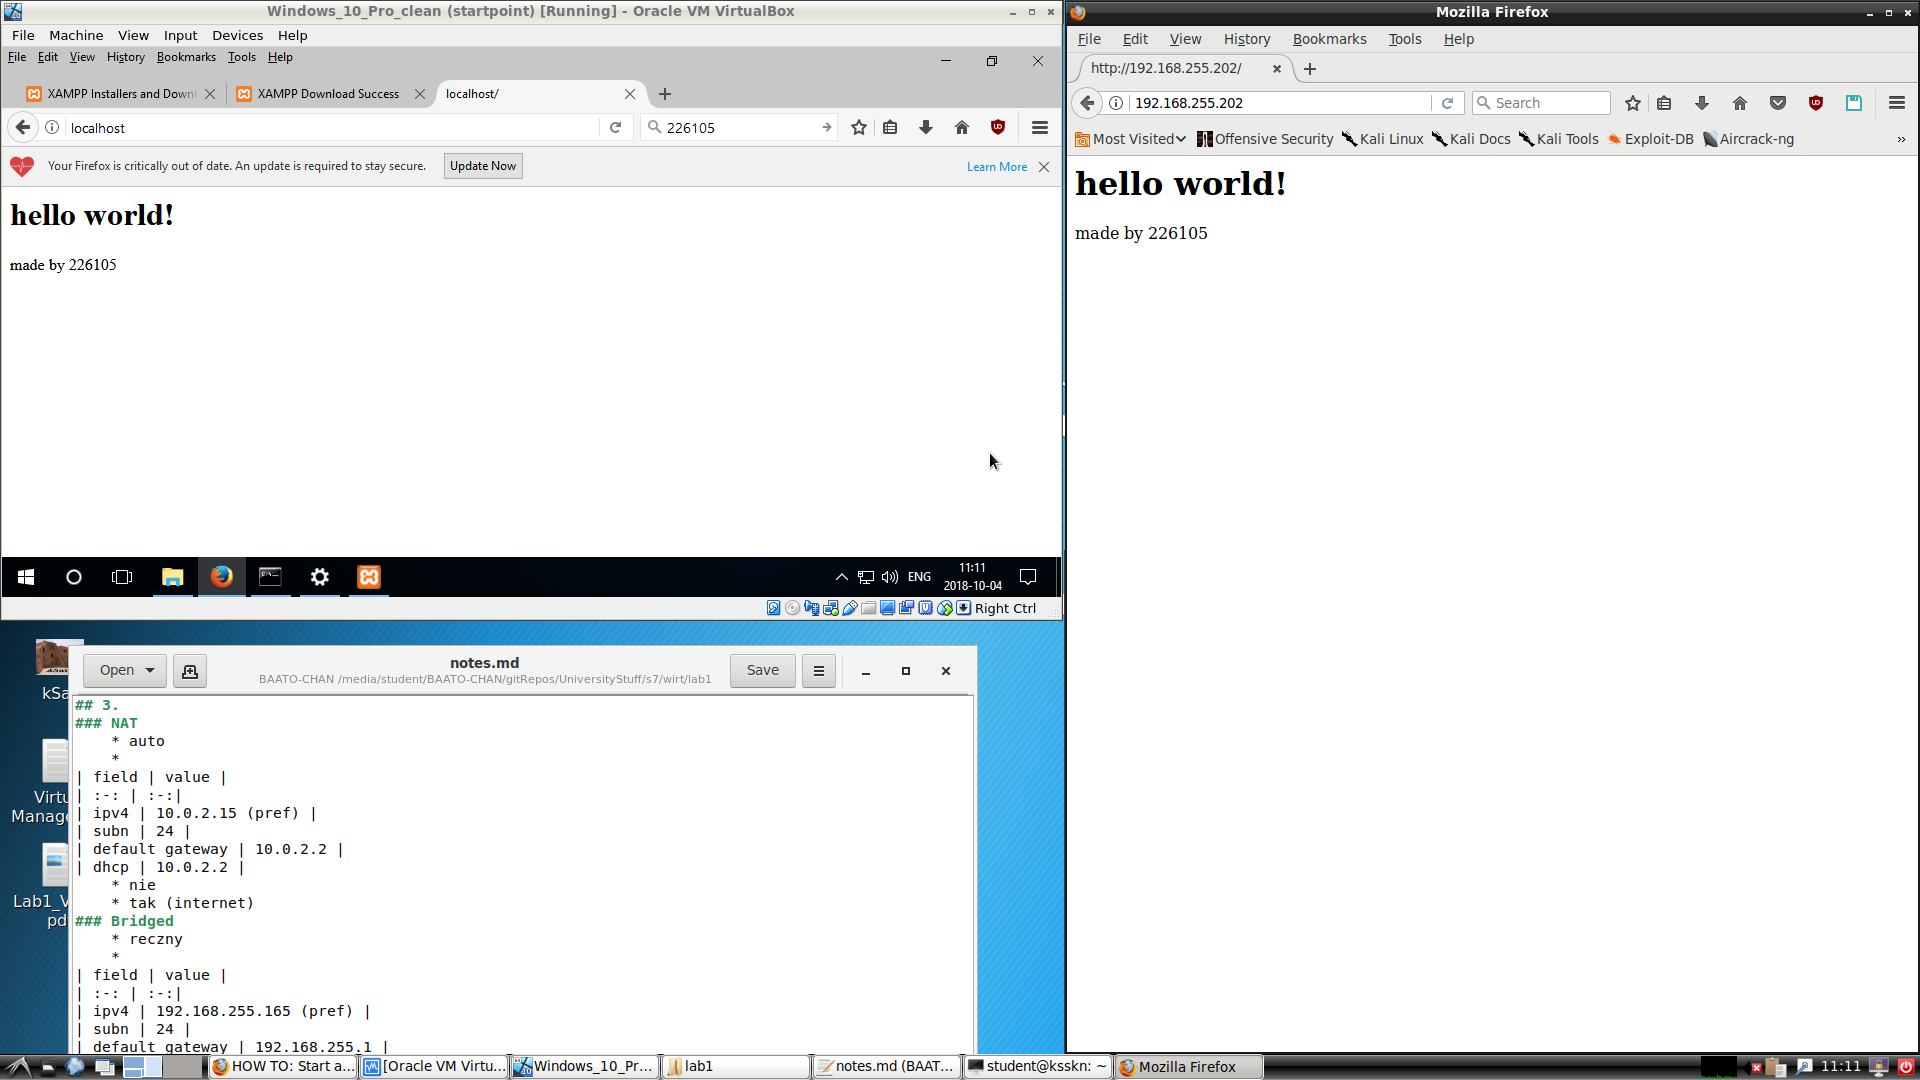 Windows_10_Pro_clean (startpoint) [Running] - Oracle VM VirtualBox
File Machine View Input Devices Help
File Edit View History Bookmarks Tools Help
XAMPP Installers and Downl
XAMPP Download Success
localhost/
localhost
226105
Your Firefox is critically out of date. An update is required to stay secure.
Update Now
Learn More
hello world!
made by 226105
ENG
11:11
2018-10-04
Right Ctrl
Mozilla Firefox
File Edit View History Bookmarks Tools Help
http://192.168.255.202/
192.168.255.202
Search
Most Visited
Offensive Security
Kali Linux
Kali Docs
Kali Tools
Exploit-DB
Aircrack-ng
»
hello world!
made by 226105
kSa
Virtu
Manage
Lab1_V
pd
Open
notes.md
BAATO-CHAN /media/student/BAATO-CHAN/gitRepos/UniversityStuff/s7/wirt/lab1
Save
## 3.
### NAT
* auto
*
| field | value |
| :-: | :-:|
| ipv4 | 10.0.2.15 (pref) |
| subn | 24 |
| default gateway | 10.0.2.2 |
| dhcp | 10.0.2.2 |
* nie
* tak (internet)
### Bridged
* reczny
*
| field | value |
| :-: | :-:|
| ipv4 | 192.168.255.165 (pref) |
| subn | 24 |
| default gateway | 192.168.255.1 |
HOW TO: Start a...
[Oracle VM Virtu...
Windows_10_Pr...
lab1
notes.md (BAAT...
student@ksskn: ~
Mozilla Firefox
11:11